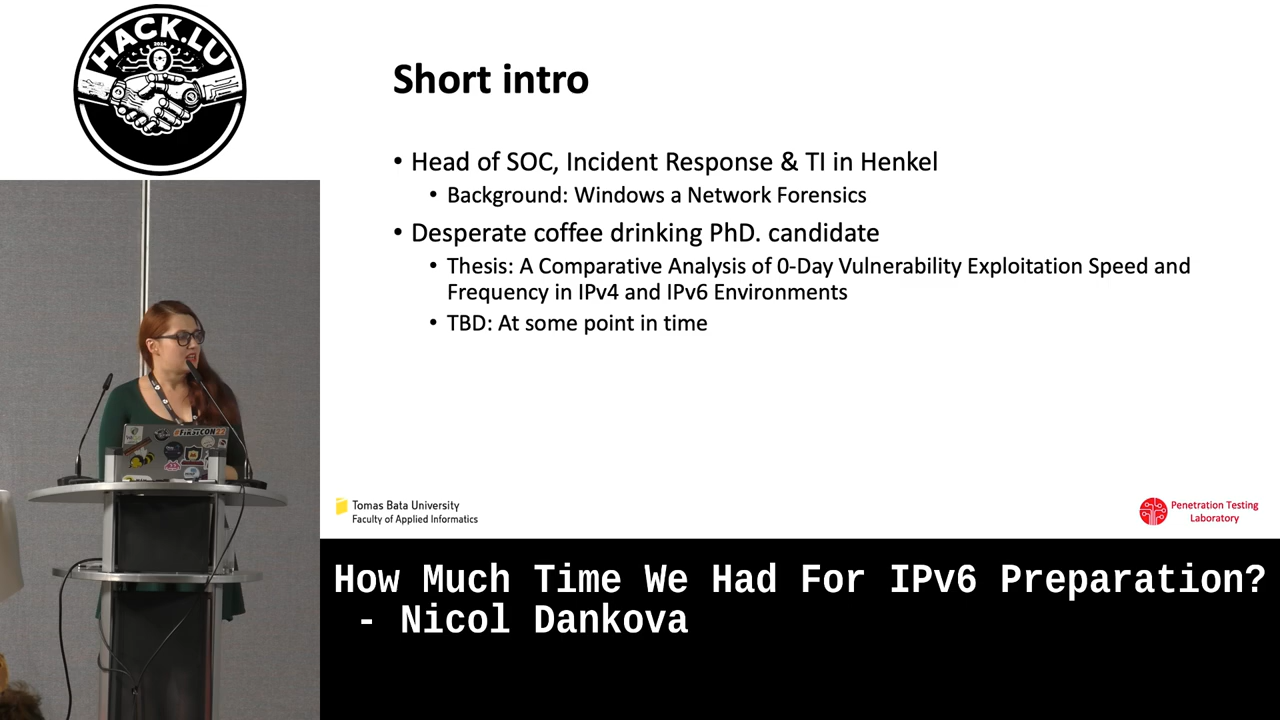 HACK.LU
2024
Short intro
• Head of SOC, Incident Response & TI in Henkel
• Background: Windows a Network Forensics
• Desperate coffee drinking PhD. candidate
• Thesis: A Comparative Analysis of 0-Day Vulnerability Exploitation Speed and
Frequency in IPv4 and IPv6 Environments
• TBD: At some point in time
#FIRSTCON22
Tomas Bata University
Faculty of Applied Informatics
Penetration Testing
Laboratory
How Much Time We Had For IPv6 Preparation?
- Nicol Dankova